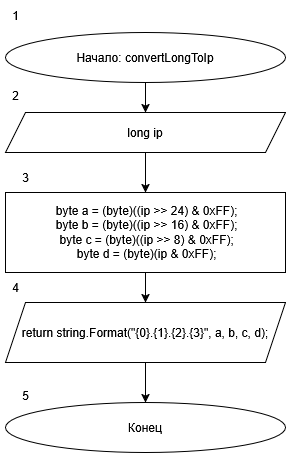 1
Начало: convertLongToIp
2
long ip
3
byte a = (byte)((ip >> 24) & 0xFF);
byte b = (byte)((ip >> 16) & 0xFF);
byte c = (byte)((ip >> 8) & 0xFF);
byte d = (byte)(ip & 0xFF);
4
return string.Format("{0}.{1}.{2}.{3}", a, b, c, d);
5
Конец